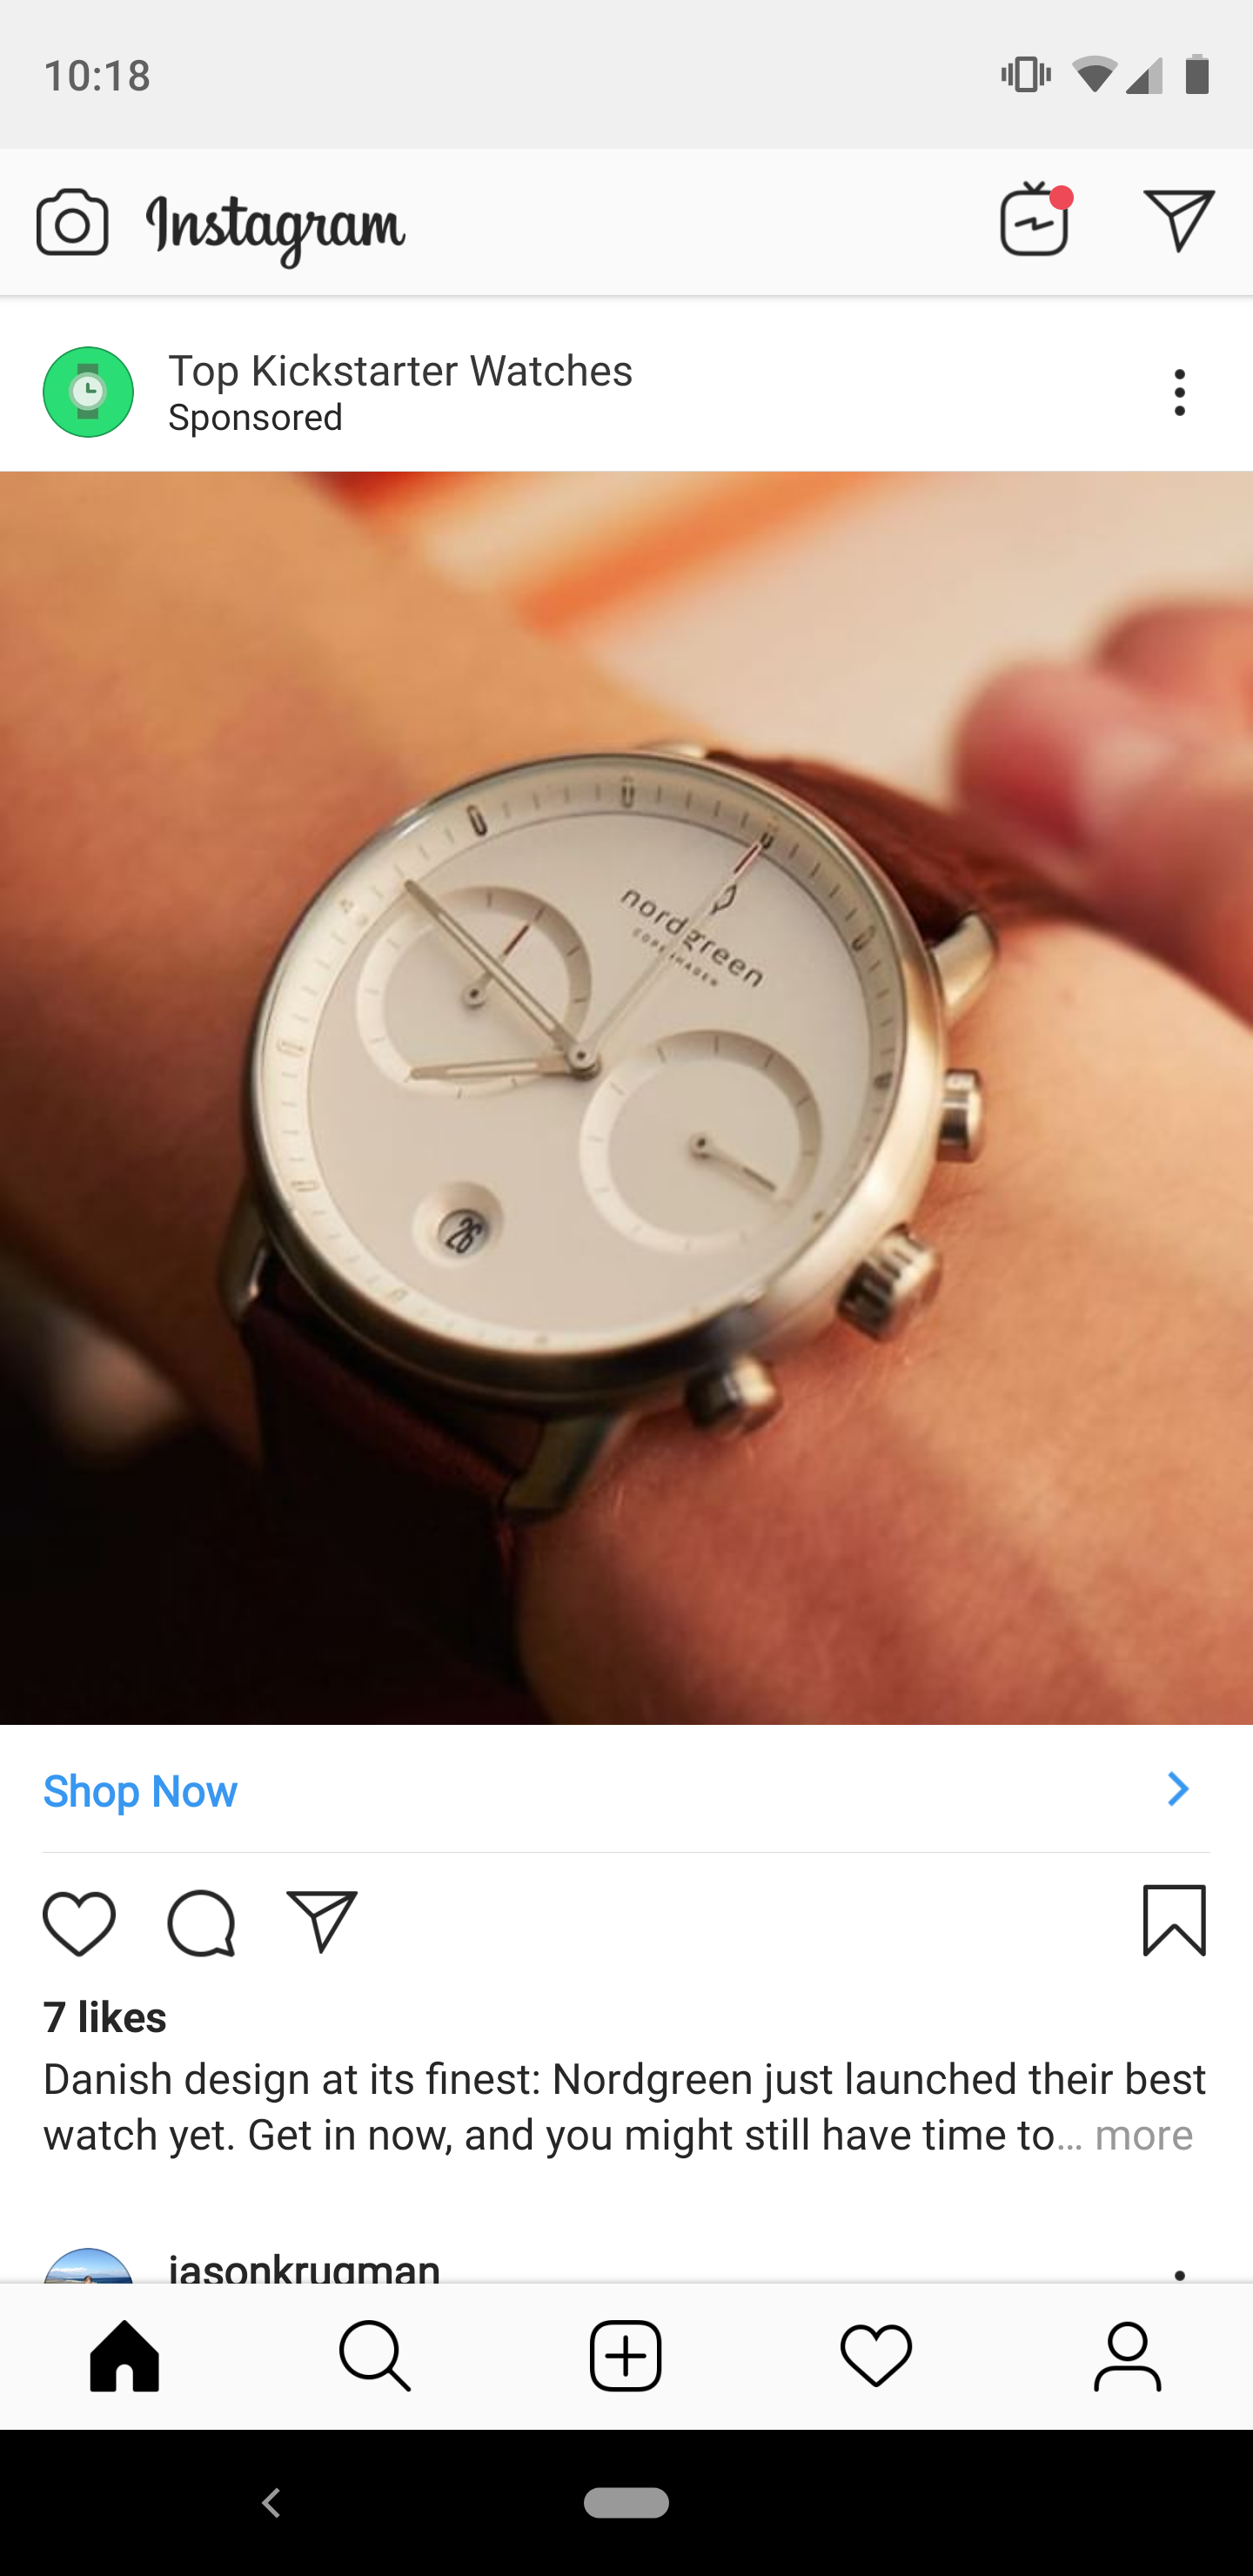 10:18
Instagram
Top Kickstarter Watches
Sponsored
nordgreen
COPENHAGEN
26
Shop Now
7 likes
Danish design at its finest: Nordgreen just launched their best
watch yet. Get in now, and you might still have time to… more
jasonkrugman